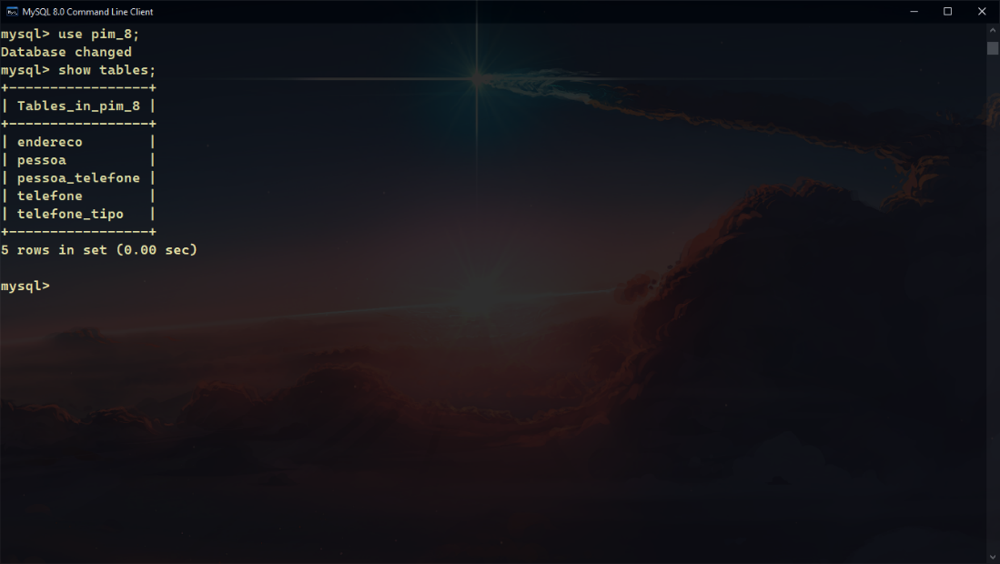 MySQL 8.0 Command Line Client
mysql> use pim_8;
Database changed
mysql> show tables;
+-----------------+
| Tables_in_pim_8 |
+-----------------+
| endereco        |
| pessoa          |
| pessoa_telefone |
| telefone        |
| telefone_tipo   |
+-----------------+
5 rows in set (0.00 sec)
mysql>